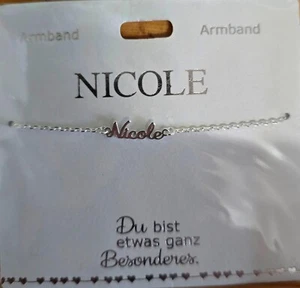 Armband Armband
NICOLE
Nicole
Du bist
etwas ganz
Besonderes.